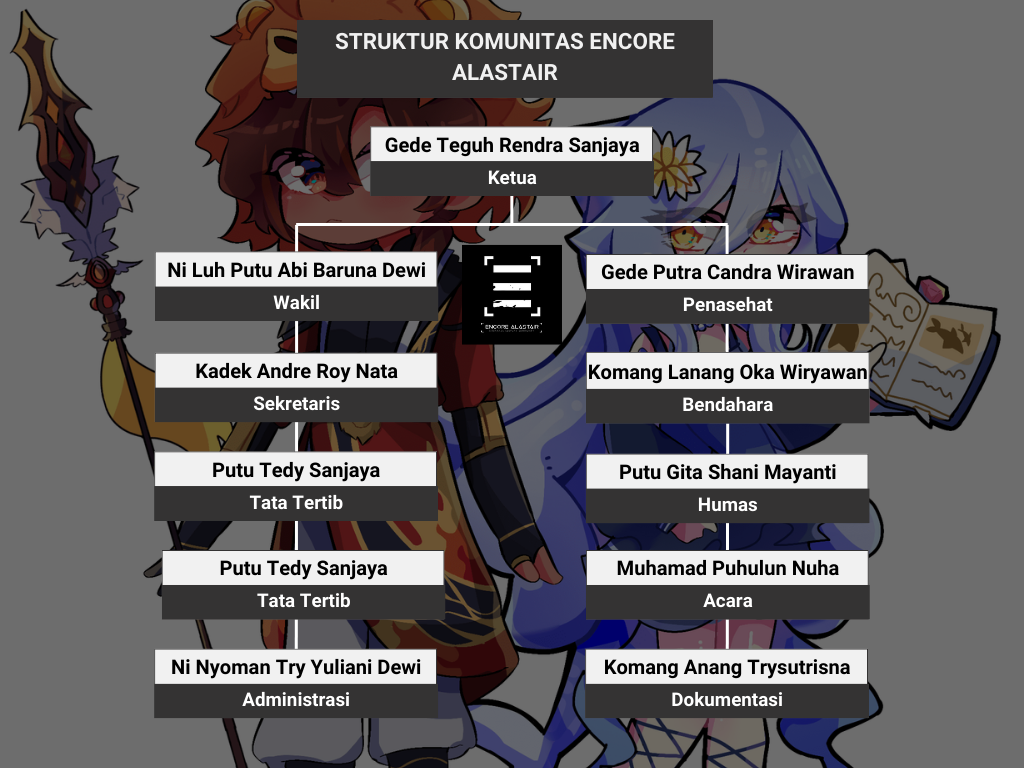 STRUKTUR KOMUNITAS ENCORE
ALASTAIR
Gede Teguh Rendra Sanjaya
Ketua
Ni Luh Putu Abi Baruna Dewi
Wakil
Kadek Andre Roy Nata
Sekretaris
Putu Tedy Sanjaya
Tata Tertib
Putu Tedy Sanjaya
Tata Tertib
Ni Nyoman Try Yuliani Dewi
Administrasi
ENCORE ALASTAIR
Gede Putra Candra Wirawan
Penasehat
Komang Lanang Oka Wiryawan
Bendahara
Putu Gita Shani Mayanti
Humas
Muhamad Puhulun Nuha
Acara
Komang Anang Trysutrisna
Dokumentasi